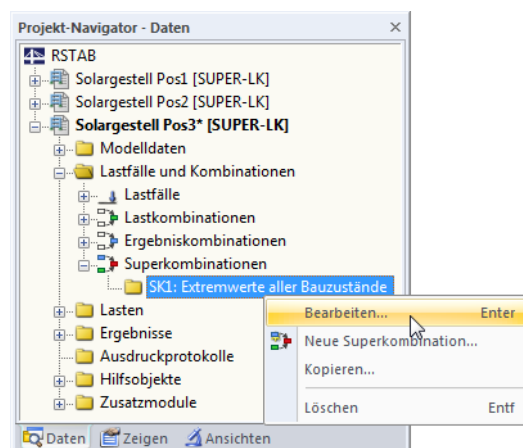 Projekt-Navigator - Daten
RSTAB
Solargestell Pos1 [SUPER-LK]
Solargestell Pos2 [SUPER-LK]
Solargestell Pos3* [SUPER-LK]
Modelldaten
Lastfälle und Kombinationen
Lastfälle
Lastkombinationen
Ergebniskombinationen
Superkombinationen
SK1: Extremwerte aller Bauzustände
Lasten
Ergebnisse
Ausdruckprotokolle
Hilfsobjekte
Zusatzmodule
Bearbeiten... Enter
Neue Superkombination...
Kopieren...
Löschen Entf
Daten Zeigen Ansichten